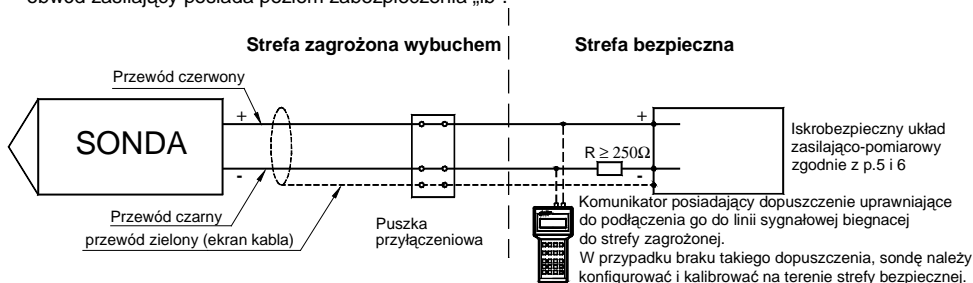 obwód zasilający posiada poziom zabezpieczenia „ib”.
Strefa zagrożona wybuchem
Strefa bezpieczna
Przewód czerwony
+
+
SONDA
R ≥ 250Ω
Iskrobezpieczny układ
zasilająco-pomiarowy
zgodnie z p.5 i 6
-
-
Przewód czarny
przewód zielony (ekran kabla)
Puszka
przyłączeniowa
Komunikator posiadający dopuszczenie uprawniające
do podłączenia go do linii sygnałowej biegnacej
do strefy zagrożonej.
W przypadku braku takiego dopuszczenia, sondę należy
konfigurować i kalibrować na terenie strefy bezpiecznej.